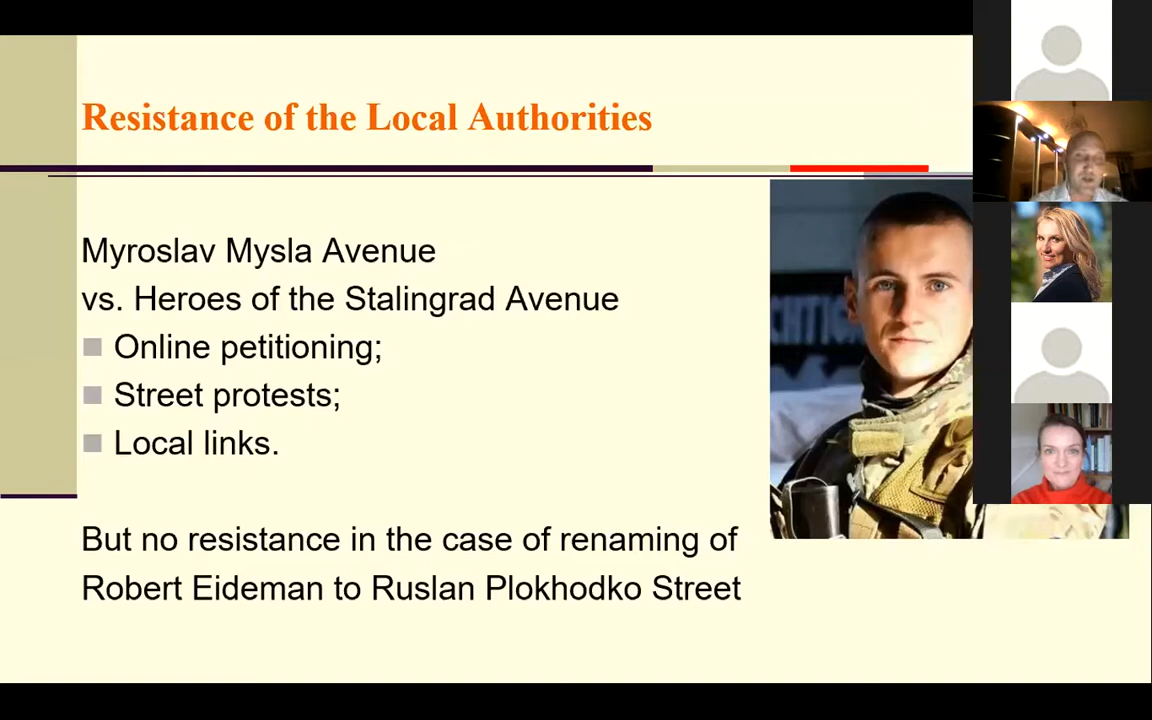 Resistance of the Local Authorities
Myroslav Mysla Avenue
vs. Heroes of the Stalingrad Avenue
Online petitioning;
Street protests;
Local links.
But no resistance in the case of renaming of
Robert Eideman to Ruslan Plokhodko Street